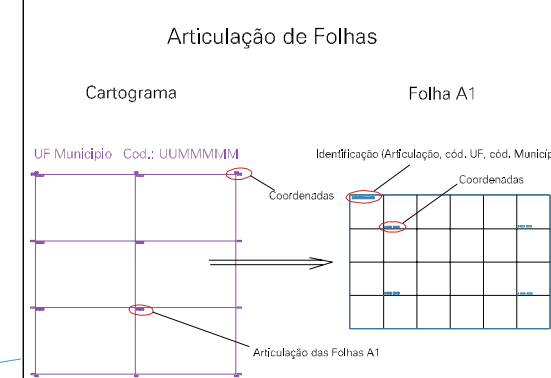 Articulação de Folhas
Cartograma
Folha A1
UF Municipio Cod.: UUMMMMM
Identificação (Articulação, cód. UF, cód. Municíp
Coordenadas
Coordenadas
Articulação das Folhas A1